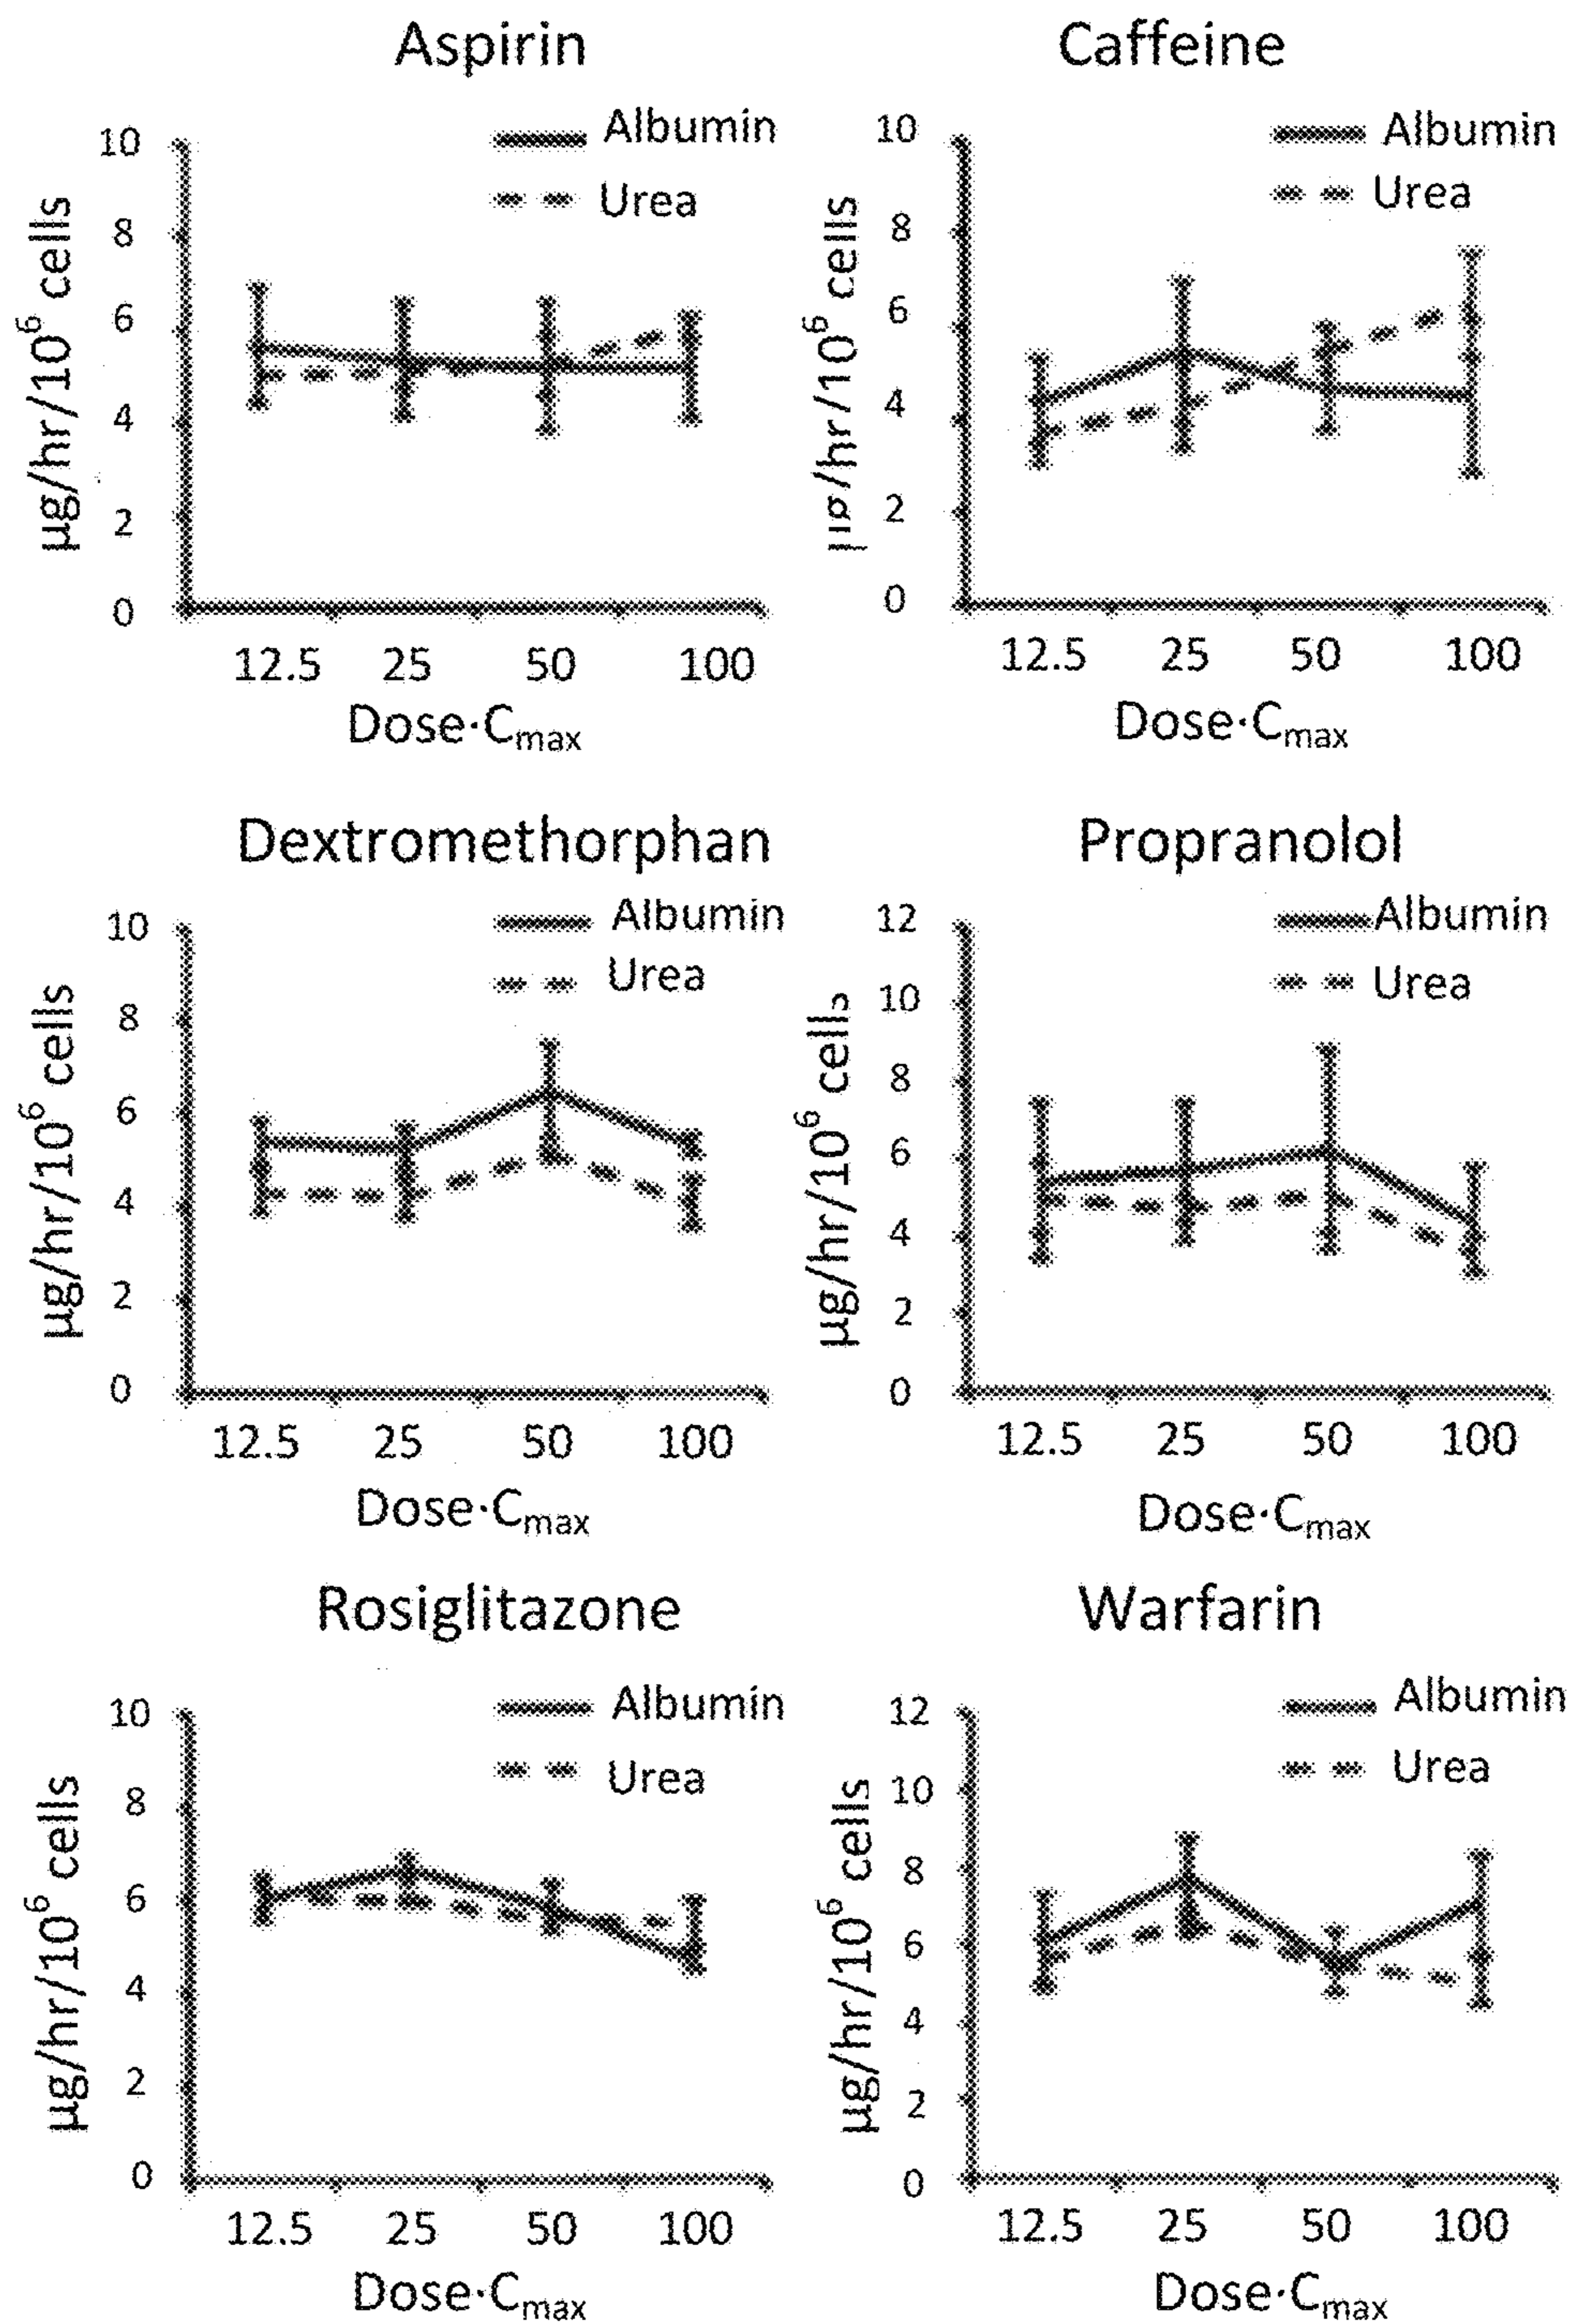 Aspirin
Albumin
Urea
10
8
6
4
2
0
µg/hr/10⁶ cells
12.5 25 50 100
Dose·Cmax
Caffeine
Albumin
Urea
10
8
6
4
2
0
µg/hr/10⁶ cells
12.5 25 50 100
Dose·Cmax
Dextromethorphan
Albumin
Urea
10
8
6
4
2
0
µg/hr/10⁶ cells
12.5 25 50 100
Dose·Cmax
Propranolol
Albumin
Urea
12
10
8
6
4
2
0
µg/hr/10⁶ cells
12.5 25 50 100
Dose·Cmax
Rosiglitazone
Albumin
Urea
10
8
6
4
2
0
µg/hr/10⁶ cells
12.5 25 50 100
Dose·Cmax
Warfarin
Albumin
Urea
12
10
8
6
4
2
0
µg/hr/10⁶ cells
12.5 25 50 100
Dose·Cmax